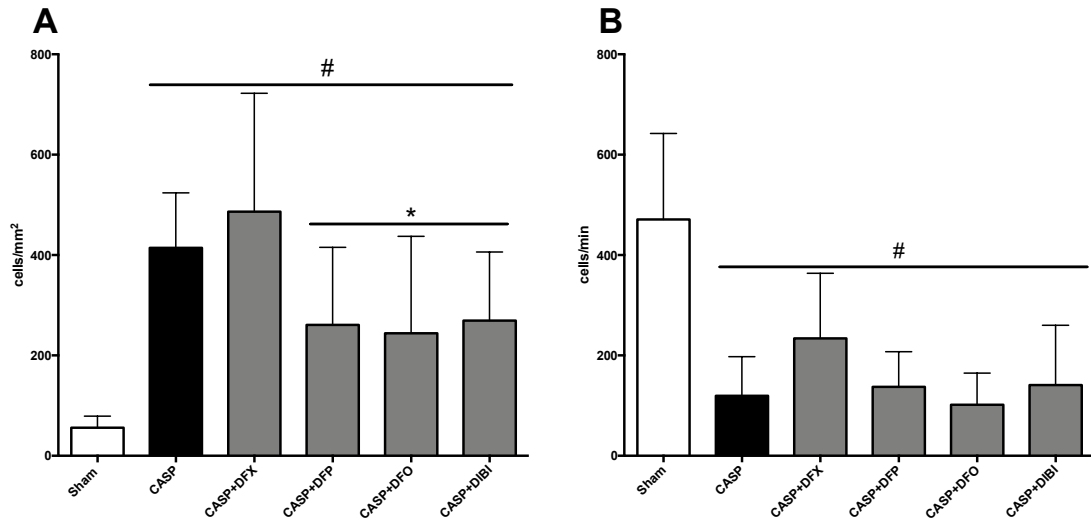 A
800
600
400
200
0
cells/mm²
#
*
Sham
CASP
CASP+DFX
CASP+DFP
CASP+DFO
CASP+DIBI
B
800
600
400
200
0
cells/min
#
Sham
CASP
CASP+DFX
CASP+DFP
CASP+DFO
CASP+DIBI